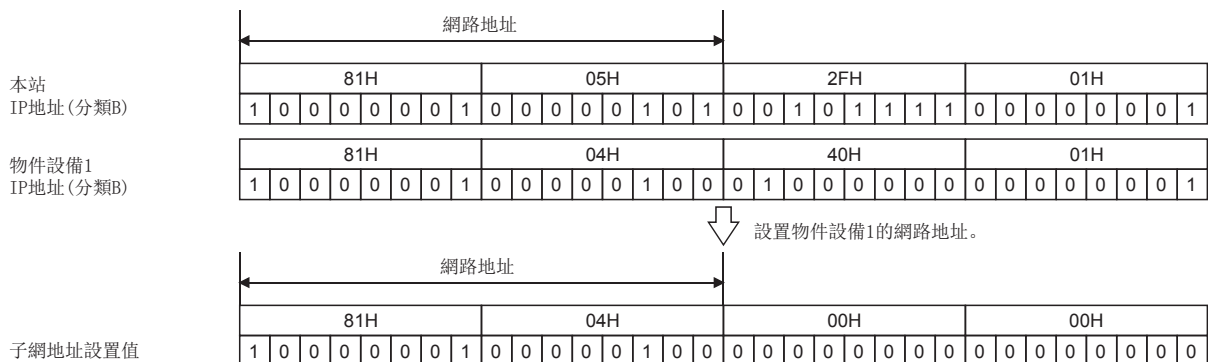 網路地址
本站
IP地址(分類B)
81H 05H 2FH 01H
1 0 0 0 0 0 0 1 0 0 0 0 0 1 0 1 0 0 1 0 1 1 1 1 0 0 0 0 0 0 0 1
物件設備1
IP地址(分類B)
81H 04H 40H 01H
1 0 0 0 0 0 0 1 0 0 0 0 0 1 0 0 0 1 0 0 0 0 0 0 0 0 0 0 0 0 0 1
設置物件設備1的網路地址。
網路地址
81H 04H 00H 00H
子網地址設置值
1 0 0 0 0 0 0 1 0 0 0 0 0 1 0 0 0 0 0 0 0 0 0 0 0 0 0 0 0 0 0 0